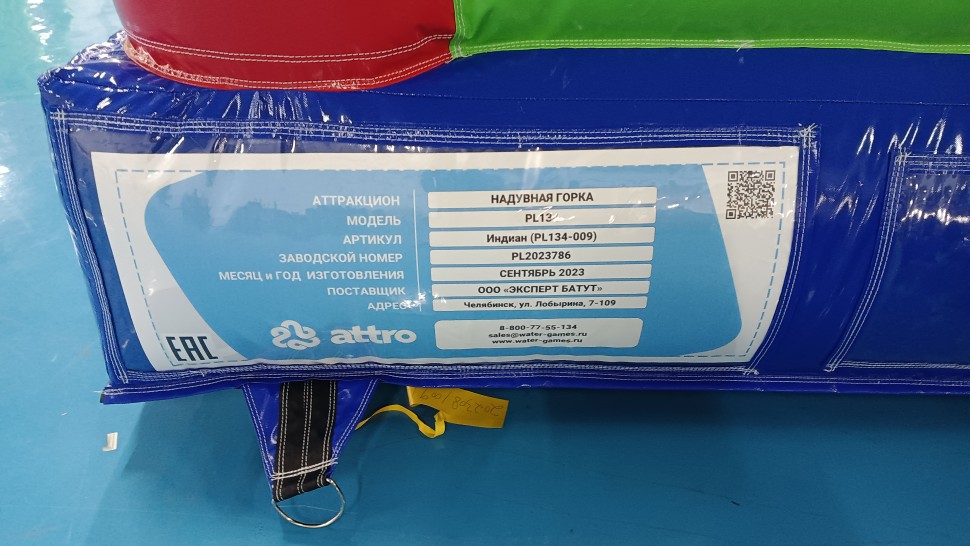 АТТРАКЦИОН НАДУВНАЯ ГОРКА
МОДЕЛЬ
АРТИКУЛ Индиан (PL134-009)
ЗАВОДСКОЙ НОМЕР PL2023786
МЕСЯЦ и ГОД ИЗГОТОВЛЕНИЯ СЕНТЯБРЬ 2023
ПОСТАВЩИК ООО «ЭКСПЕРТ БАТУТ»
АДРЕС Челябинск, ул. Лобырина, 7-109
8-800-77-55-134
sales@water-games.ru
www.water-games.ru
attro
EAC